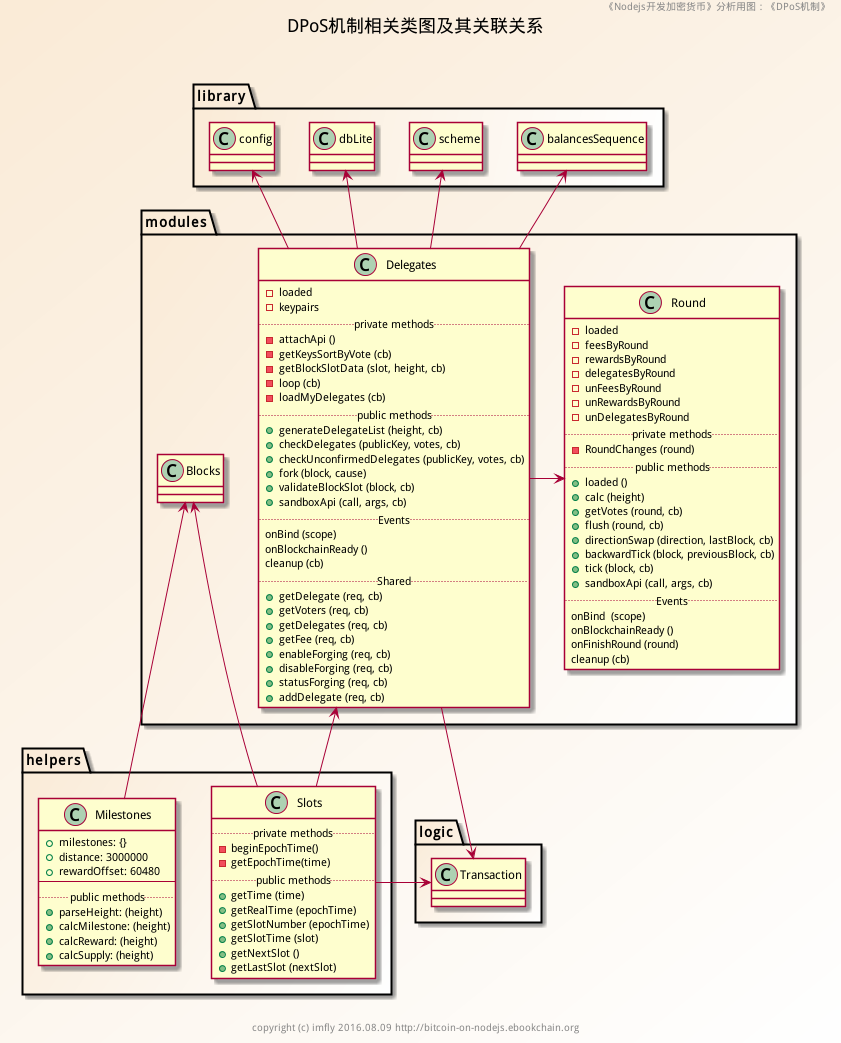 《Nodejs开发加密货币》分析用图：《DPoS机制》
DPoS机制相关类图及其关联关系
library
C config
C dbLite
C scheme
C balancesSequence
modules
C Delegates
loaded
keypairs
private methods
attachApi ()
getKeysSortByVote (cb)
getBlockSlotData (slot, height, cb)
loop (cb)
loadMyDelegates (cb)
public methods
generateDelegateList (height, cb)
checkDelegates (publicKey, votes, cb)
checkUnconfirmedDelegates (publicKey, votes, cb)
fork (block, cause)
validateBlockSlot (block, cb)
sandboxApi (call, args, cb)
Events
onBind (scope)
onBlockchainReady ()
cleanup (cb)
Shared
getDelegate (req, cb)
getVoters (req, cb)
getDelegates (req, cb)
getFee (req, cb)
enableForging (req, cb)
disableForging (req, cb)
statusForging (req, cb)
addDelegate (req, cb)
C Round
loaded
feesByRound
rewardsByRound
delegatesByRound
unFeesByRound
unRewardsByRound
unDelegatesByRound
private methods
RoundChanges (round)
public methods
loaded ()
calc (height)
getVotes (round, cb)
flush (round, cb)
directionSwap (direction, lastBlock, cb)
backwardTick (block, previousBlock, cb)
tick (block, cb)
sandboxApi (call, args, cb)
Events
onBind  (scope)
onBlockchainReady ()
onFinishRound (round)
cleanup (cb)
C Blocks
helpers
C Milestones
milestones: {}
distance: 3000000
rewardOffset: 60480
public methods
parseHeight: (height)
calcMilestone: (height)
calcReward: (height)
calcSupply: (height)
C Slots
private methods
beginEpochTime()
getEpochTime(time)
public methods
getTime (time)
getRealTime (epochTime)
getSlotNumber (epochTime)
getSlotTime (slot)
getNextSlot ()
getLastSlot (nextSlot)
logic
C Transaction
copyright (c) imfly 2016.08.09 http://bitcoin-on-nodejs.ebookchain.org